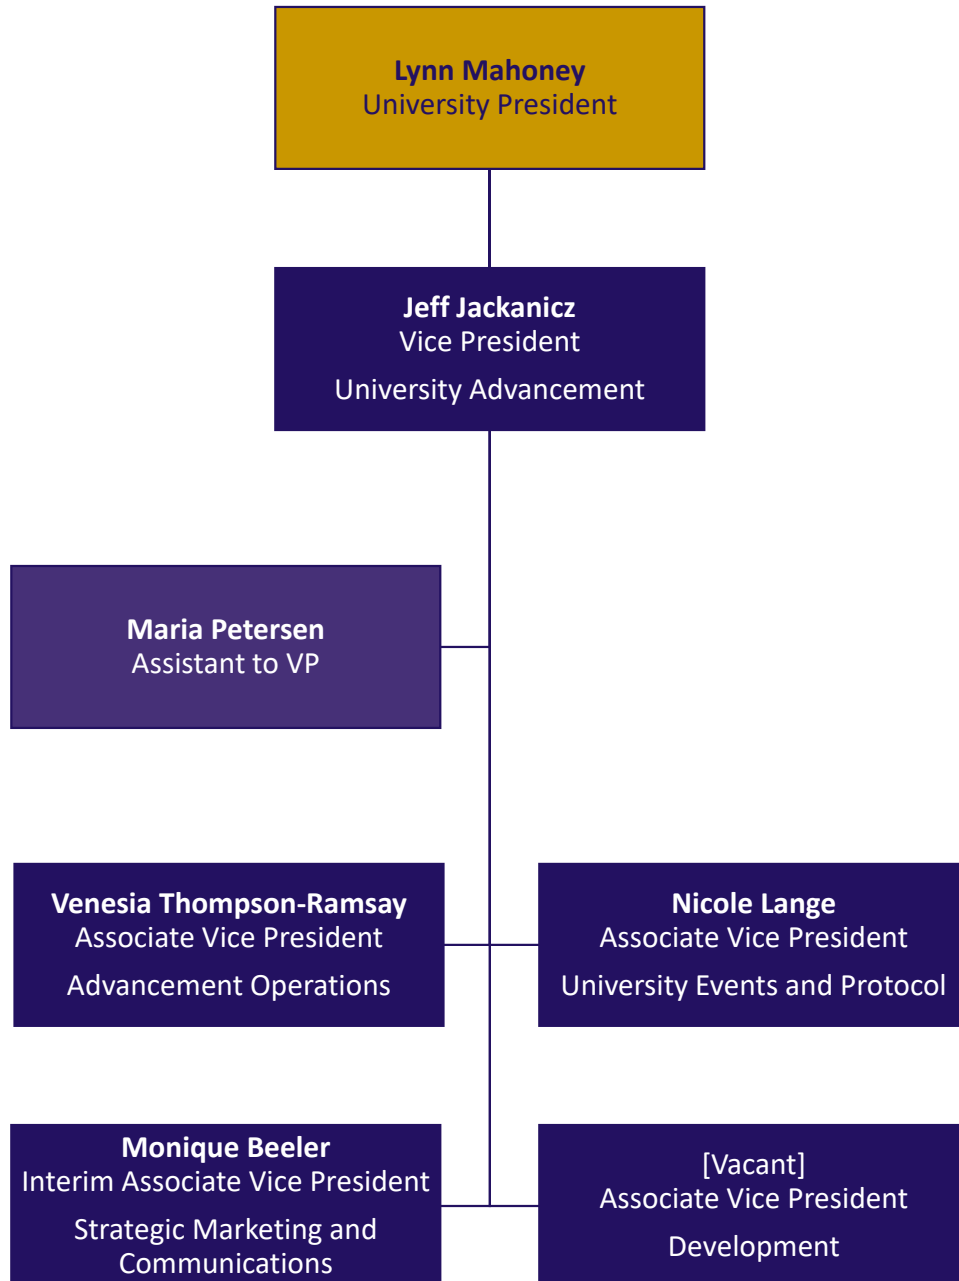 Lynn Mahoney
University President
Jeff Jackanicz
Vice President
University Advancement
Maria Petersen
Assistant to VP
Venesia Thompson-Ramsay
Associate Vice President
Advancement Operations
Nicole Lange
Associate Vice President
University Events and Protocol
Monique Beeler
Interim Associate Vice President
Strategic Marketing and
Communications
[Vacant]
Associate Vice President
Development